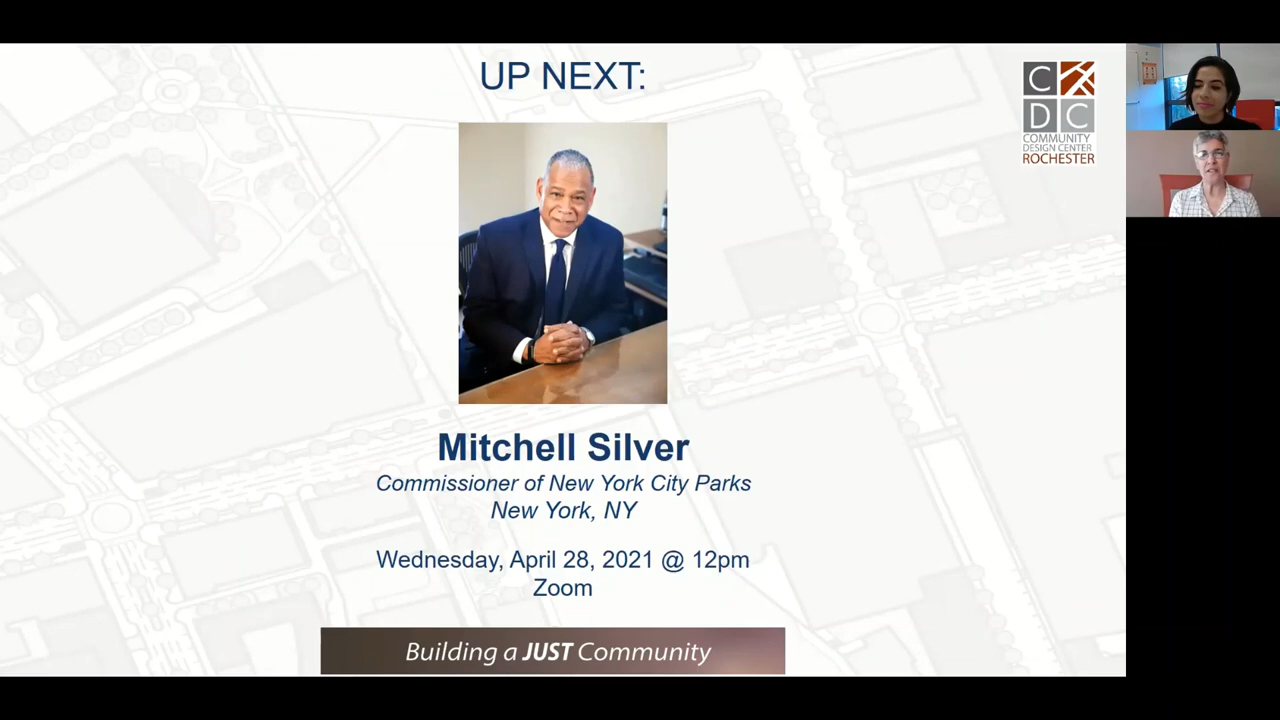 UP NEXT:
C
DC
COMMUNITY
DESIGN CENTER
ROCHESTER
Mitchell Silver
Commissioner of New York City Parks
New York, NY
Wednesday, April 28, 2021 @ 12pm
Zoom
Building a JUST Community